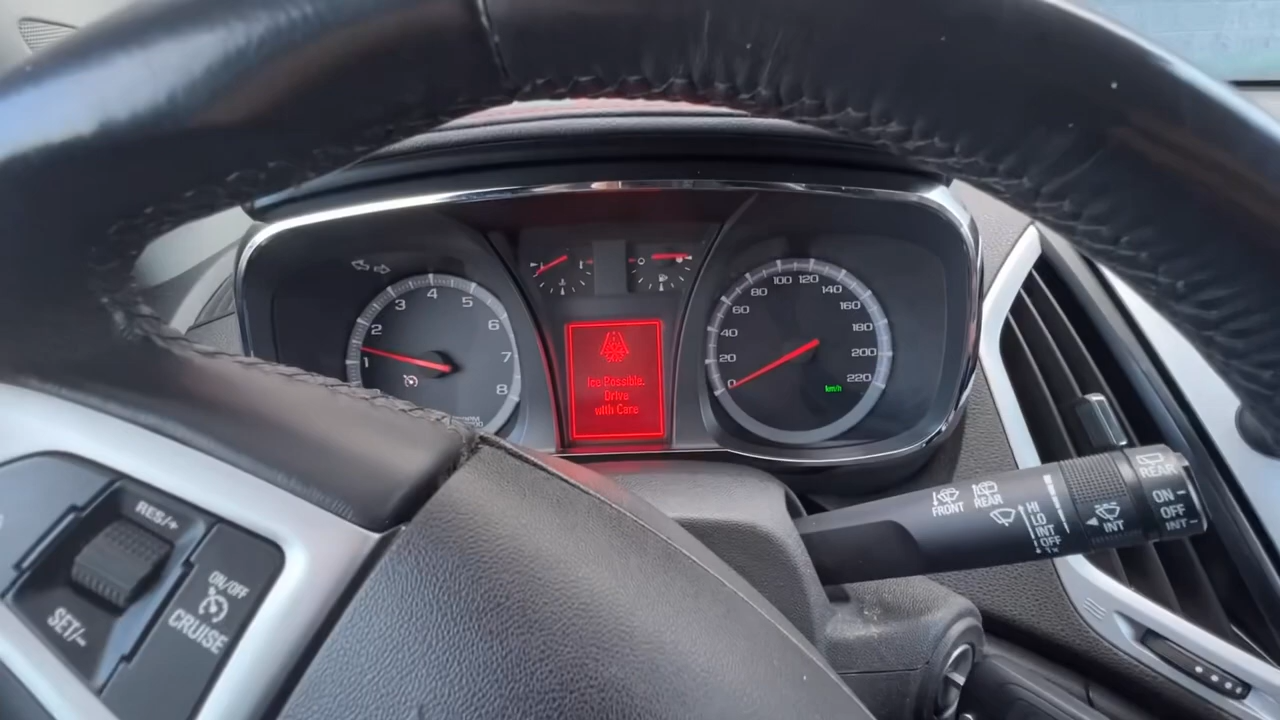 1
2
3
4
5
6
7
8
0
20
40
60
80
100
120
140
160
180
200
220
km/h
Ice Possible.
Drive
with Care
RES/+
SET/-
ON/OFF
CRUISE
FRONT
REAR
HI
LO
INT
OFF
1x
INT
REAR
ON
OFF
INT